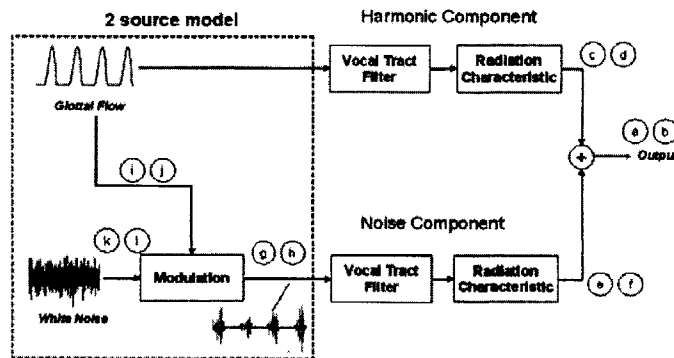 2 source model
Harmonic Component
Glottal Flow
Vocal Tract
Filter
Radiation
Characteristic
c d
a b
Output
+
i j
k l
g h
Noise Component
White Noise
Modulation
Vocal Tract
Filter
Radiation
Characteristic
e f